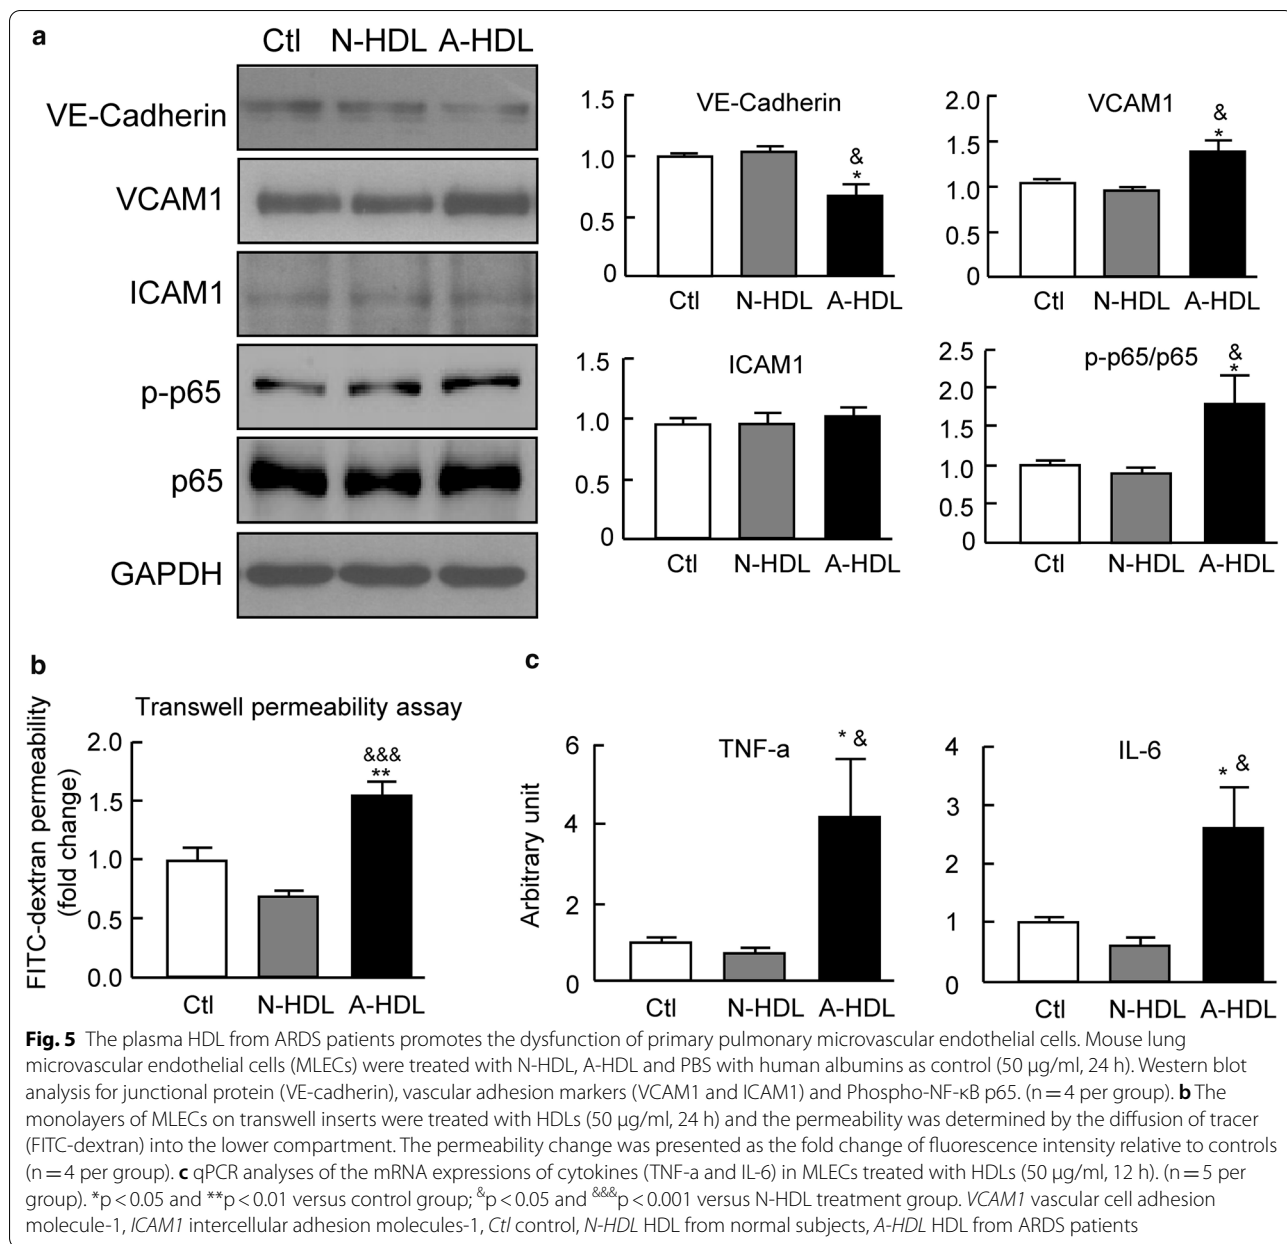 a
Ctl N-HDL A-HDL
VE-Cadherin
VCAM1
ICAM1
p-p65
p65
GAPDH
VE-Cadherin
1.5
1.0
0.5
0
&
*
Ctl N-HDL A-HDL
VCAM1
2.0
1.5
1.0
0.5
0
&
*
Ctl N-HDL A-HDL
ICAM1
1.5
1.0
0.5
0
Ctl N-HDL A-HDL
p-p65/p65
2.5
2.0
1.5
1.0
0.5
0
&
*
Ctl N-HDL A-HDL
b
Transwell permeability assay
FITC-dextran permeability
(fold change)
2.0
1.5
1.0
0.5
0.0
&&&
**
Ctl N-HDL A-HDL
c
TNF-a
Arbitrary unit
6
4
2
0
* &
Ctl N-HDL A-HDL
IL-6
4
3
2
1
0
* &
Ctl N-HDL A-HDL
Fig. 5 The plasma HDL from ARDS patients promotes the dysfunction of primary pulmonary microvascular endothelial cells. Mouse lung
microvascular endothelial cells (MLECs) were treated with N-HDL, A-HDL and PBS with human albumins as control (50 μg/ml, 24 h). Western blot
analysis for junctional protein (VE-cadherin), vascular adhesion markers (VCAM1 and ICAM1) and Phospho-NF-κB p65. (n = 4 per group). b The
monolayers of MLECs on transwell inserts were treated with HDLs (50 μg/ml, 24 h) and the permeability was determined by the diffusion of tracer
(FITC-dextran) into the lower compartment. The permeability change was presented as the fold change of fluorescence intensity relative to controls
(n = 4 per group). c qPCR analyses of the mRNA expressions of cytokines (TNF-a and IL-6) in MLECs treated with HDLs (50 μg/ml, 12 h). (n = 5 per
group). *p < 0.05 and **p < 0.01 versus control group; &p < 0.05 and &&&p < 0.001 versus N-HDL treatment group. VCAM1 vascular cell adhesion
molecule-1, ICAM1 intercellular adhesion molecules-1, Ctl control, N-HDL HDL from normal subjects, A-HDL HDL from ARDS patients